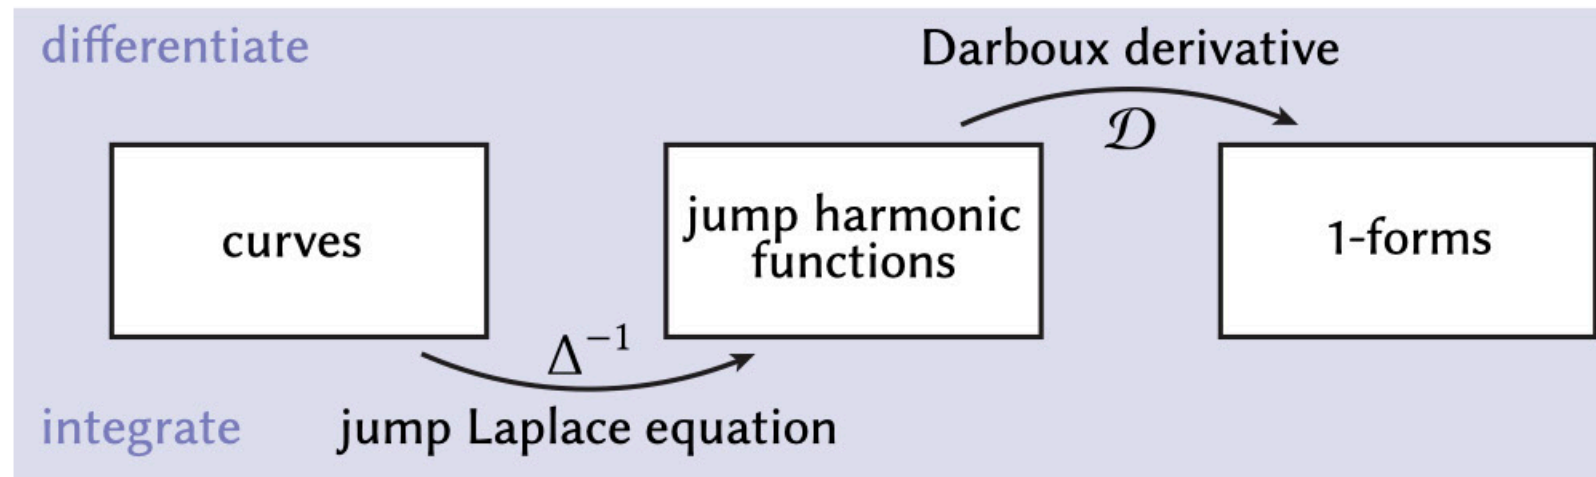 differentiate
Darboux derivative
𝒟
curves
jump harmonic
functions
1-forms
Δ⁻¹
integrate
jump Laplace equation